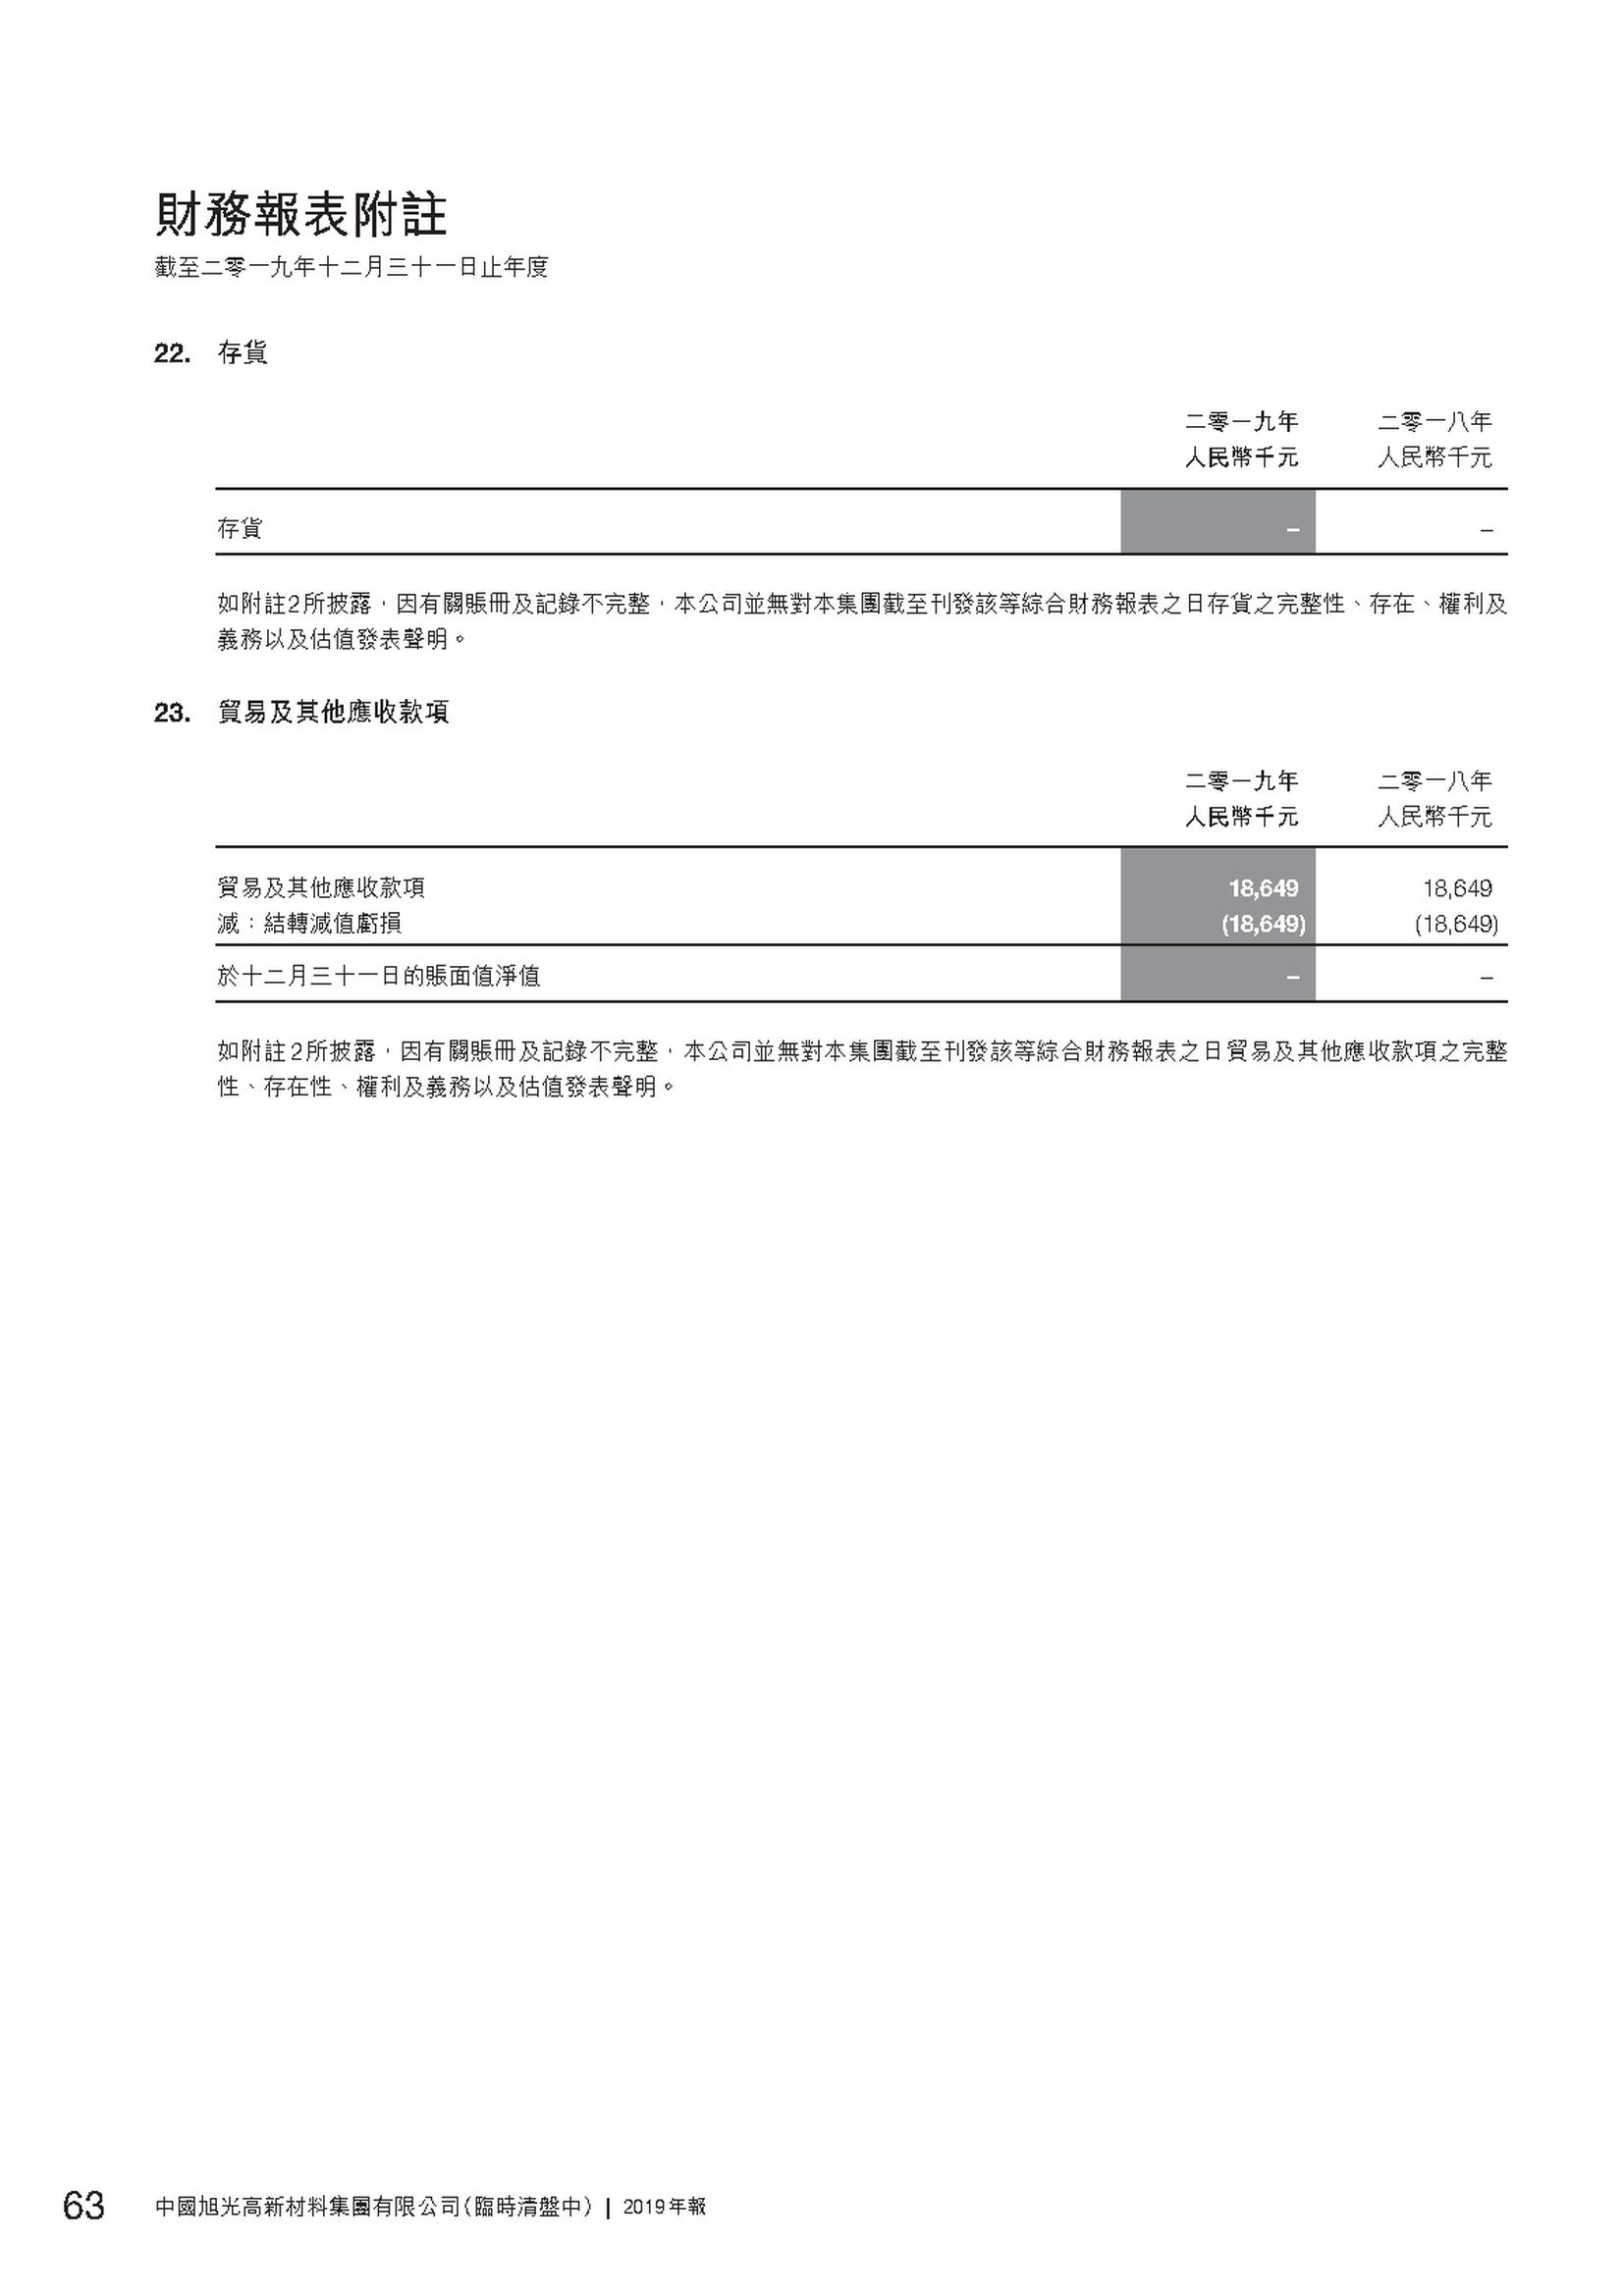 財務報表附註
截至二零一九年十二月三十一日止年度
22. 存貨
二零一九年 二零一八年
人民幣千元 人民幣千元
存貨 – –
如附註2所披露，因有關賬冊及記錄不完整，本公司並無對本集團截至刊發該等綜合財務報表之日存貨之完整性、存在、權利及
義務以及估值發表聲明。
23. 貿易及其他應收款項
二零一九年 二零一八年
人民幣千元 人民幣千元
貿易及其他應收款項 18,649 18,649
減：結轉減值虧損 (18,649) (18,649)
於十二月三十一日的賬面值淨值 – –
如附註2所披露，因有關賬冊及記錄不完整，本公司並無對本集團截至刊發該等綜合財務報表之日貿易及其他應收款項之完整
性、存在性、權利及義務以及估值發表聲明。
63 中國旭光高新材料集團有限公司(臨時清盤中) | 2019年報